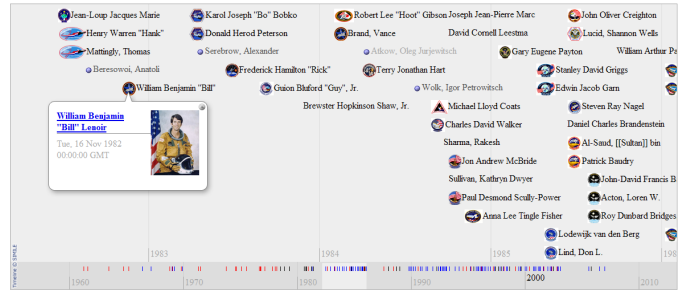 Jean-Loup Jacques Marie
Karol Joseph "Bo" Bobko
Robert Lee "Hoot" Gibson
Joseph Jean-Pierre Marc
John Oliver Creighton
Henry Warren "Hank"
Donald Herod Peterson
Brand, Vance
David Cornell Leestma
Lucid, Shannon Wells
Mattingly, Thomas
Serebrow, Alexander
Atkow, Oleg Jurjewitsch
Gary Eugene Payton
William Arthur Pa
Beresowoi, Anatoli
Frederick Hamilton "Rick"
Terry Jonathan Hart
Stanley David Griggs
William Benjamin "Bill"
Guion Bluford "Guy", Jr.
Wolk, Igor Petrowitsch
Edwin Jacob Garn
Brewster Hopkinson Shaw, Jr.
Michael Lloyd Coats
Steven Ray Nagel
William Benjamin
"Bill" Lenoir
Tue, 16 Nov 1982
00:00:00 GMT
Charles David Walker
Daniel Charles Brandenstein
Sharma, Rakesh
Al-Saud, [[Sultan]] bin
Jon Andrew McBride
Patrick Baudry
Sullivan, Kathryn Dwyer
John-David Francis B
Paul Desmond Scully-Power
Acton, Loren W.
Anna Lee Tingle Fisher
Roy Dunbard Bridges
Lodewijk van den Berg
Lind, Don L.
1983
1984
1985
198
Timeline © SIMILE
1960
1970
1980
1990
2000
2010